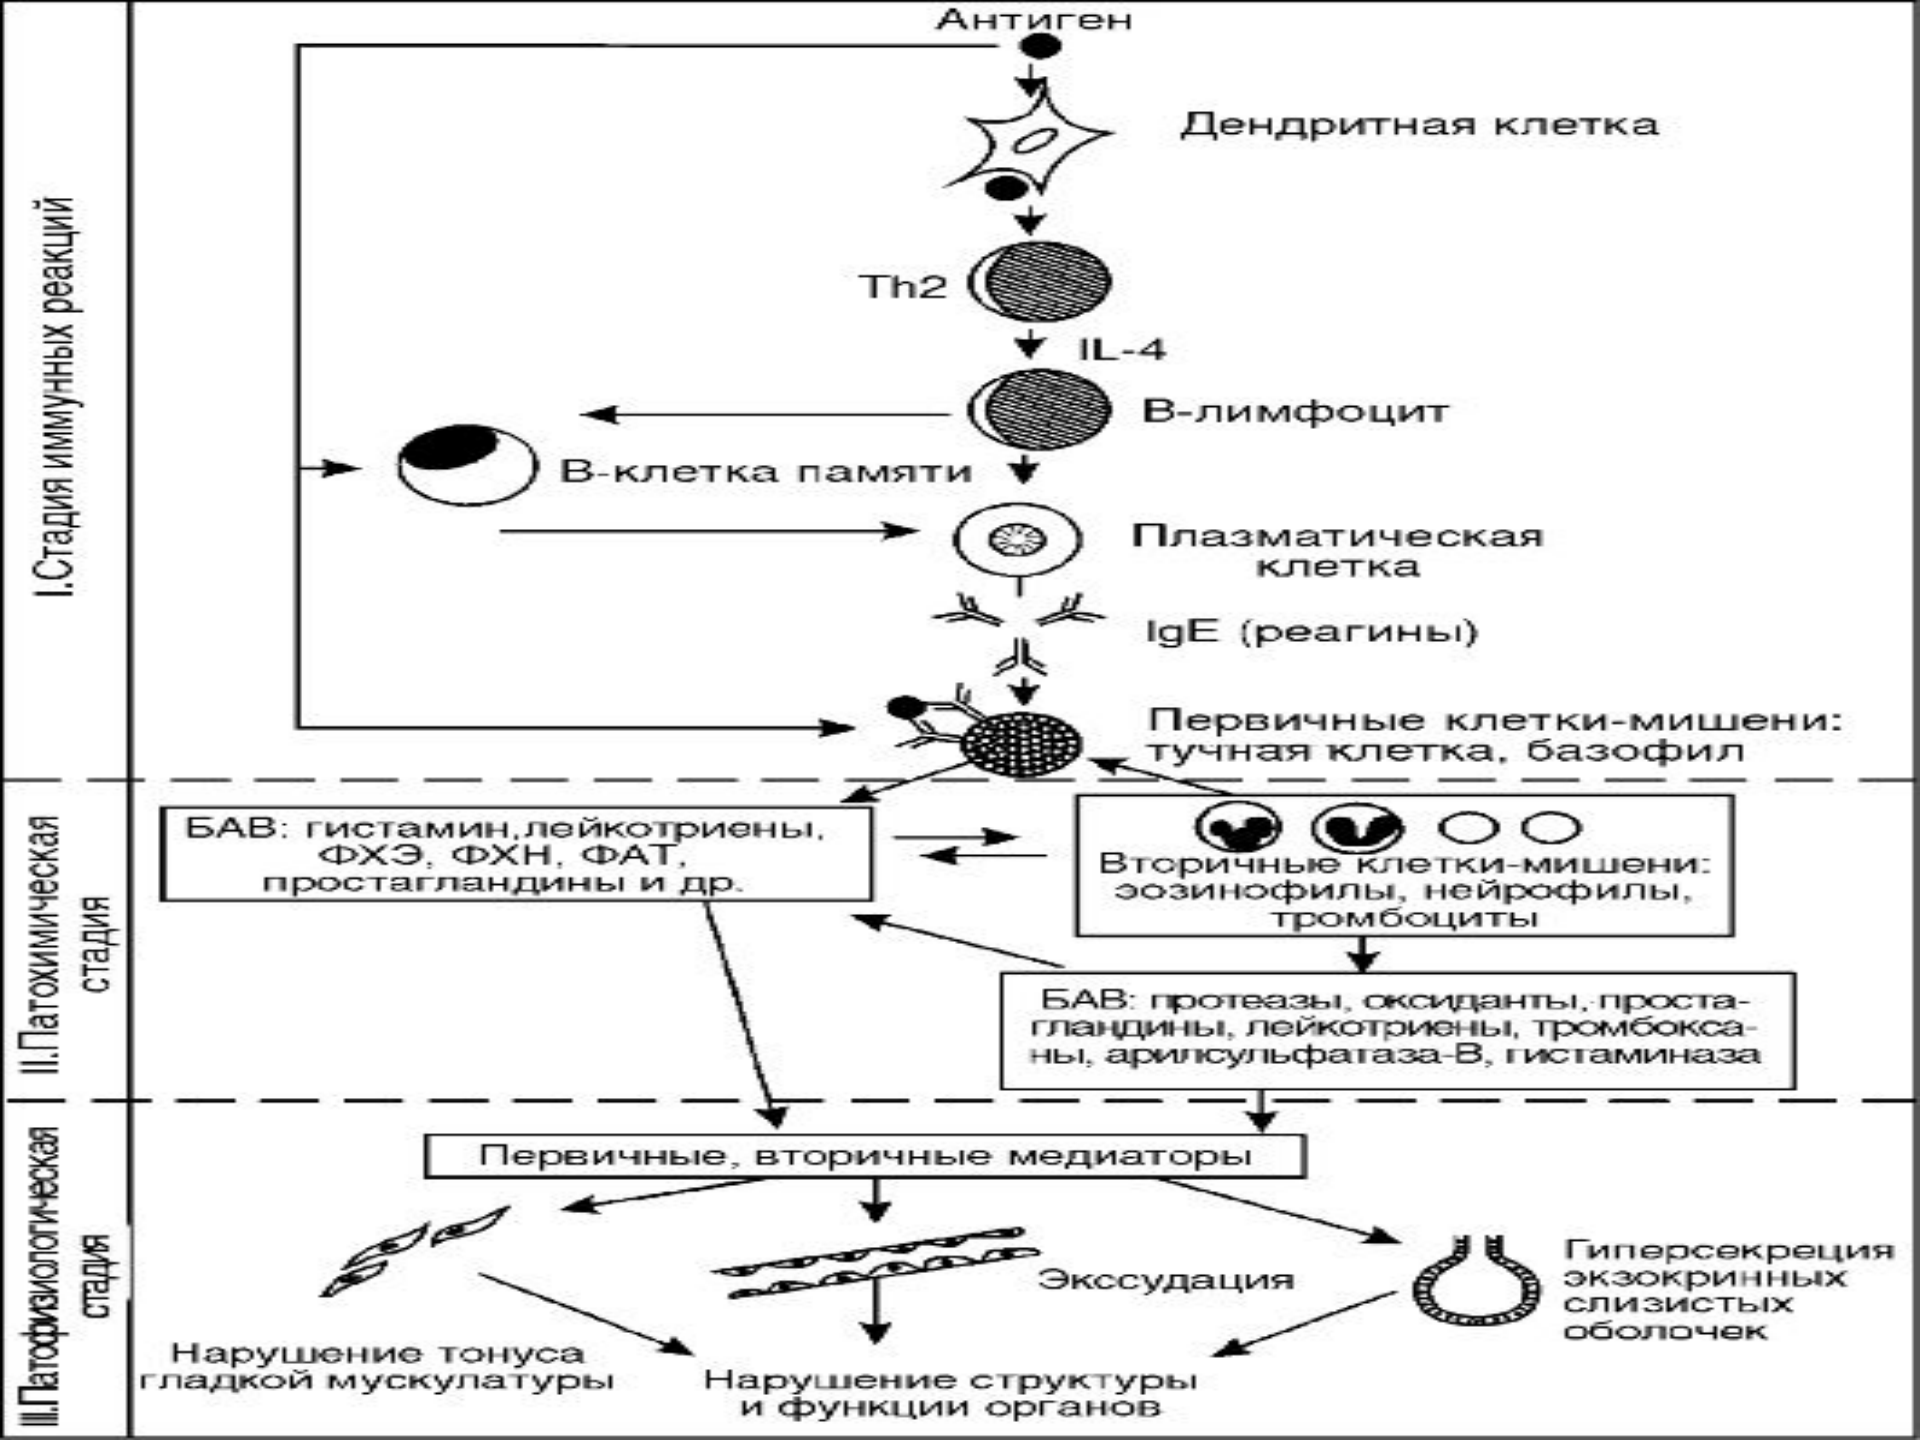 Антиген
Дендритная клетка
Th2
IL-4
В-лимфоцит
В-клетка памяти
Плазматическая
клетка
IgE (реагины)
Первичные клетки-мишени:
тучная клетка, базофил
I.Стадия иммунных реакций
БАВ: гистамин,лейкотриены,
ФХЭ, ФХН, ФАТ,
простагландины и др.
Вторичные клетки-мишени:
эозинофилы, нейрофилы,
тромбоциты
БАВ: протеазы, оксиданты, проста-
гландины, лейкотриены, тромбокса-
ны, арилсульфатаза-В, гистаминаза
II.Патохимическая
стадия
Первичные, вторичные медиаторы
Экссудация
Гиперсекреция
экзокринных
слизистых
оболочек
Нарушение тонуса
гладкой мускулатуры
Нарушение структуры
и функции органов
III.Патофизиологическая
стадия